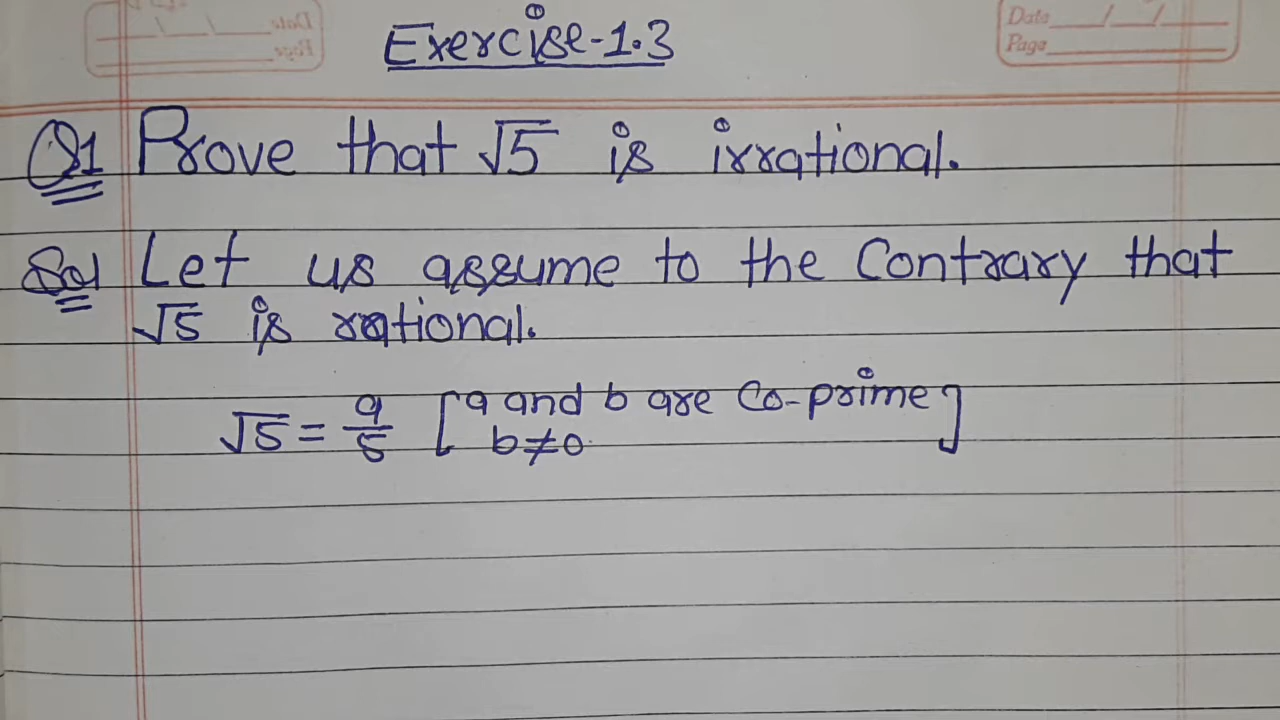 Date / /
Page
Exercise-1.3
Q1 Prove that √5 is irrational.
Sol Let us assume to the Contrary that
√5 is rational.
√5 = a/5 [a and b are Co-prime]
b≠0